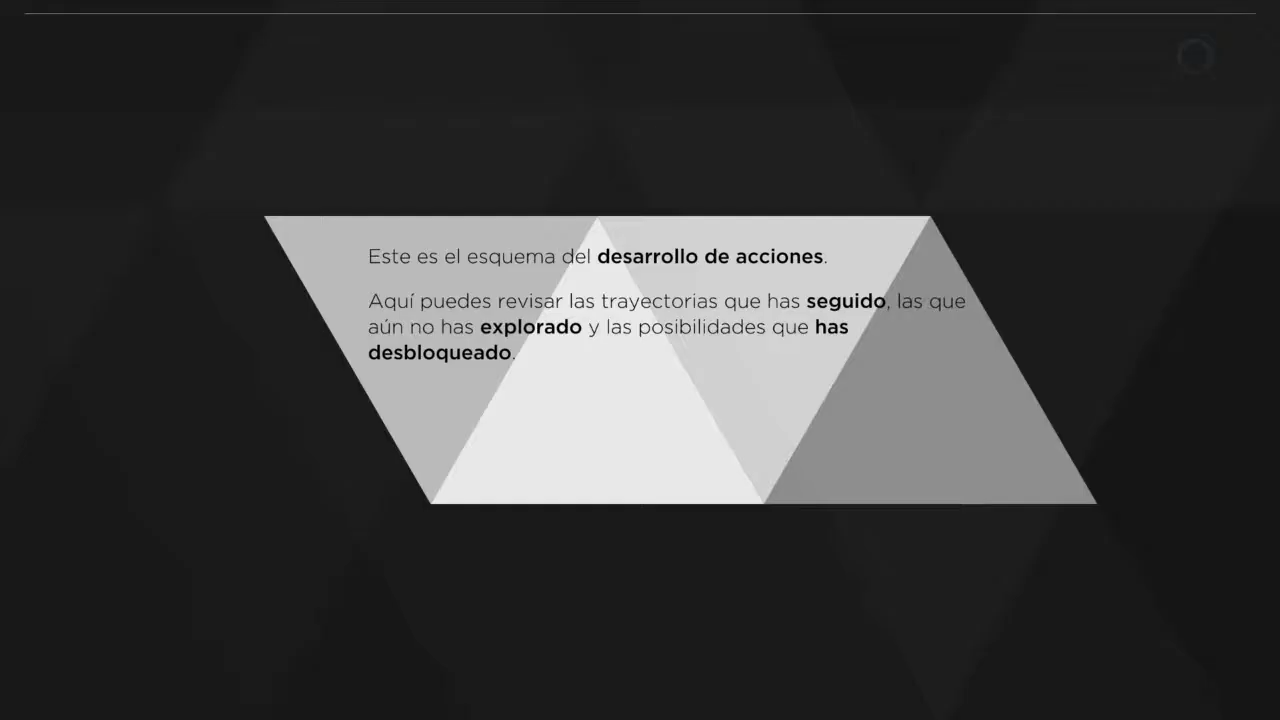 Este es el esquema del desarrollo de acciones.
Aquí puedes revisar las trayectorias que has seguido, las que
aún no has explorado y las posibilidades que has
desbloqueado.